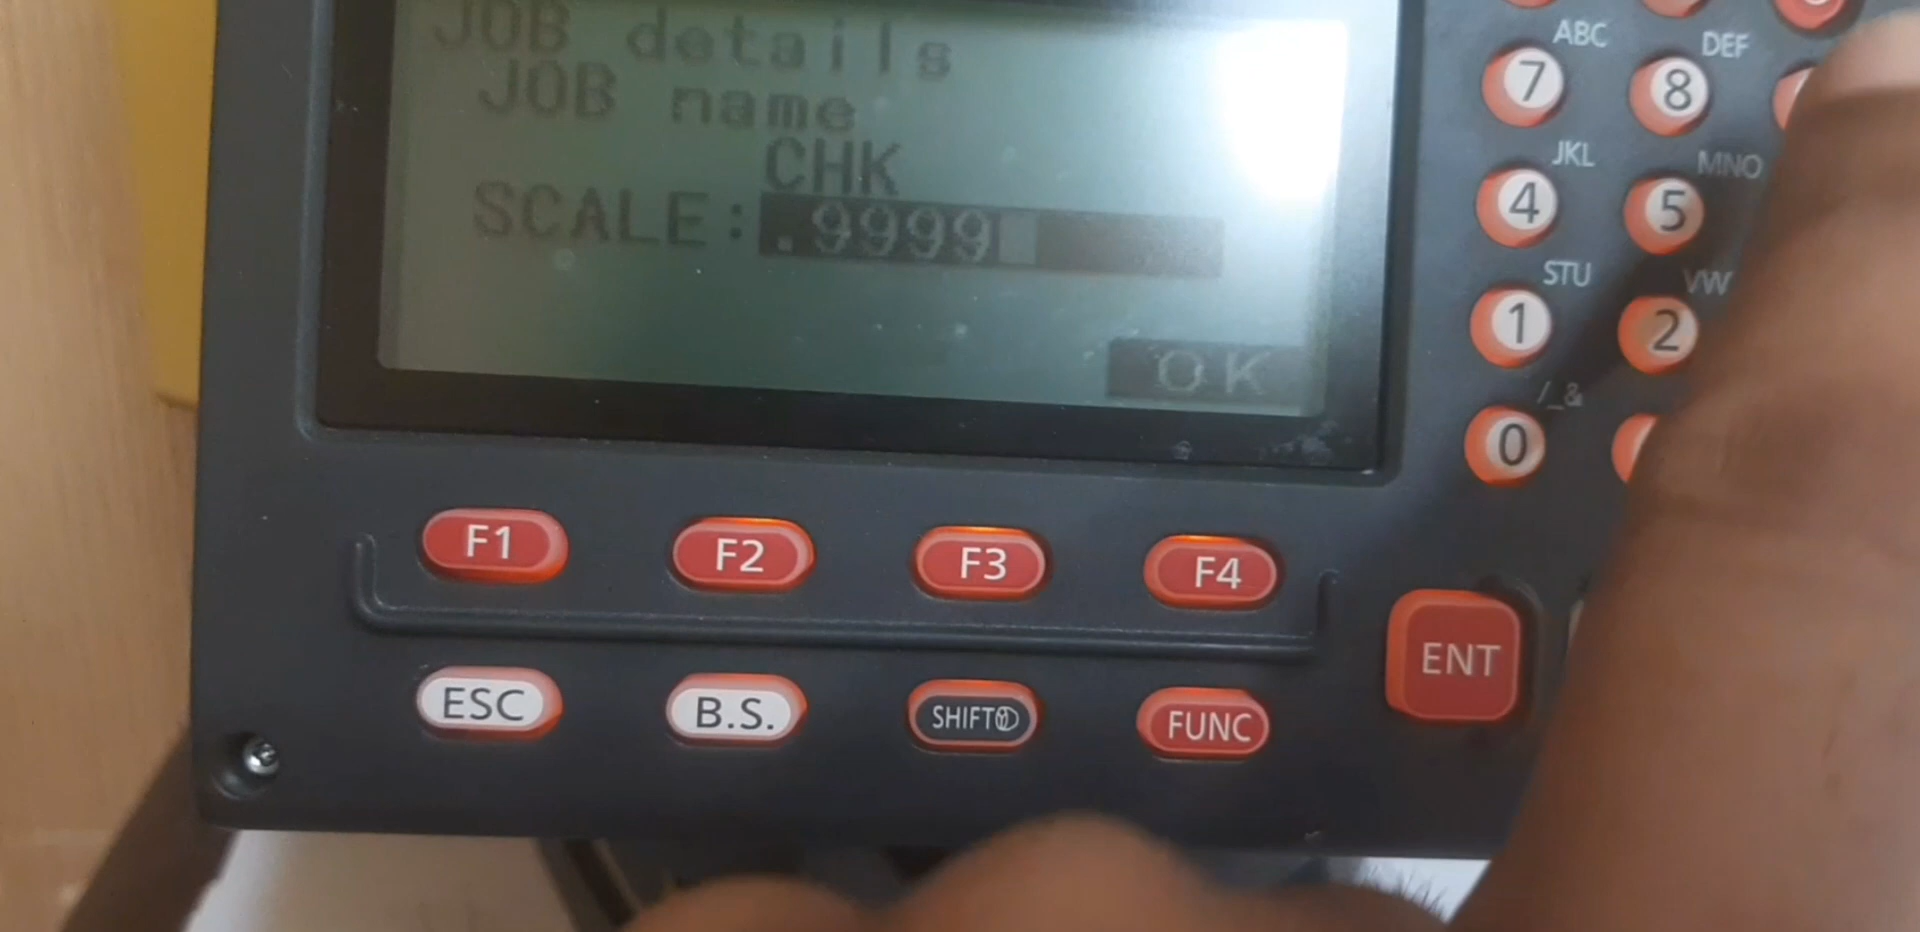 JOB details
JOB name
CHK
SCALE: .9999
OK
ABC DEF
7 8
JKL MNO
4 5
STU VW
1 2
/_&
0
F1 F2 F3 F4
ENT
ESC B.S. SHIFT FUNC